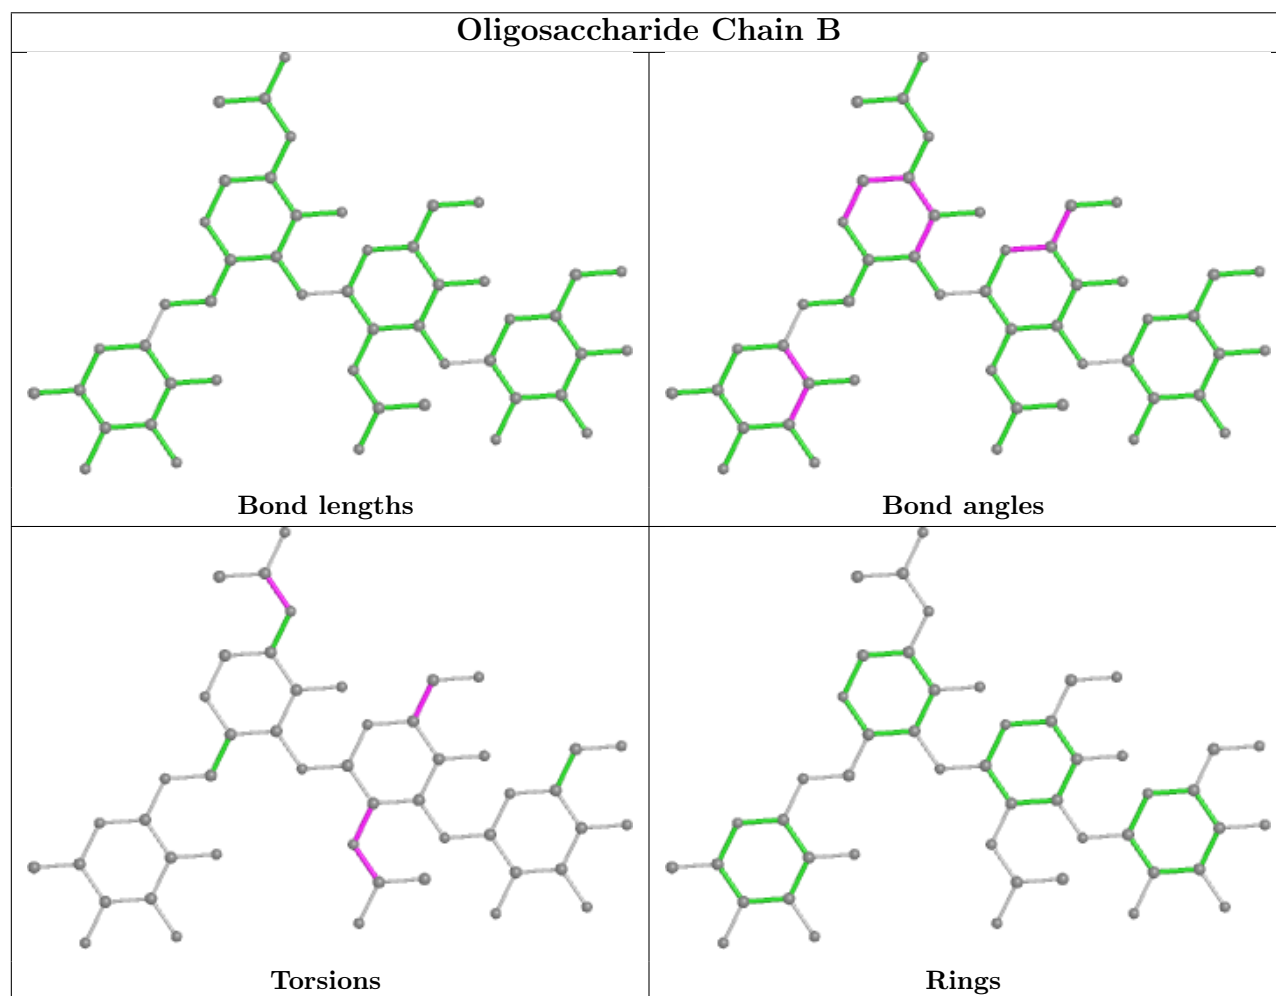 Oligosaccharide Chain B
Bond lengths
Bond angles
Torsions
Rings